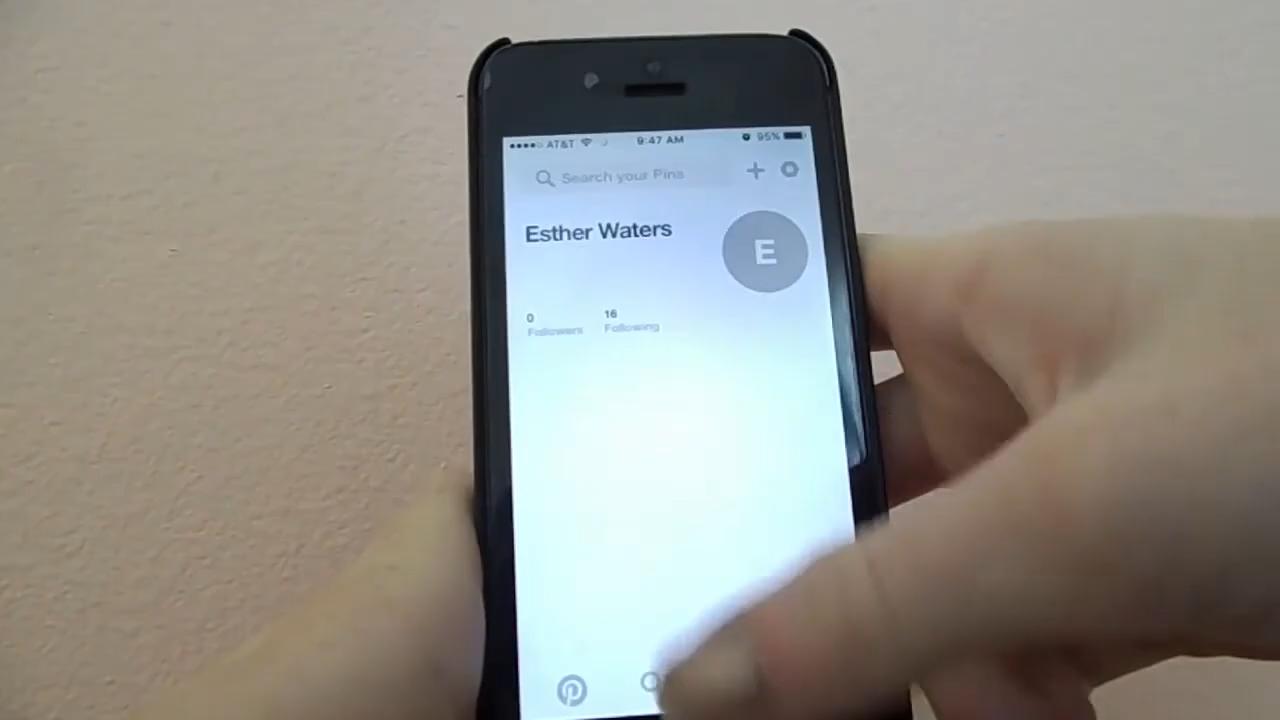 AT&T 9:47 AM 95%
Search your Pins
Esther Waters
E
0 16
Followers Following